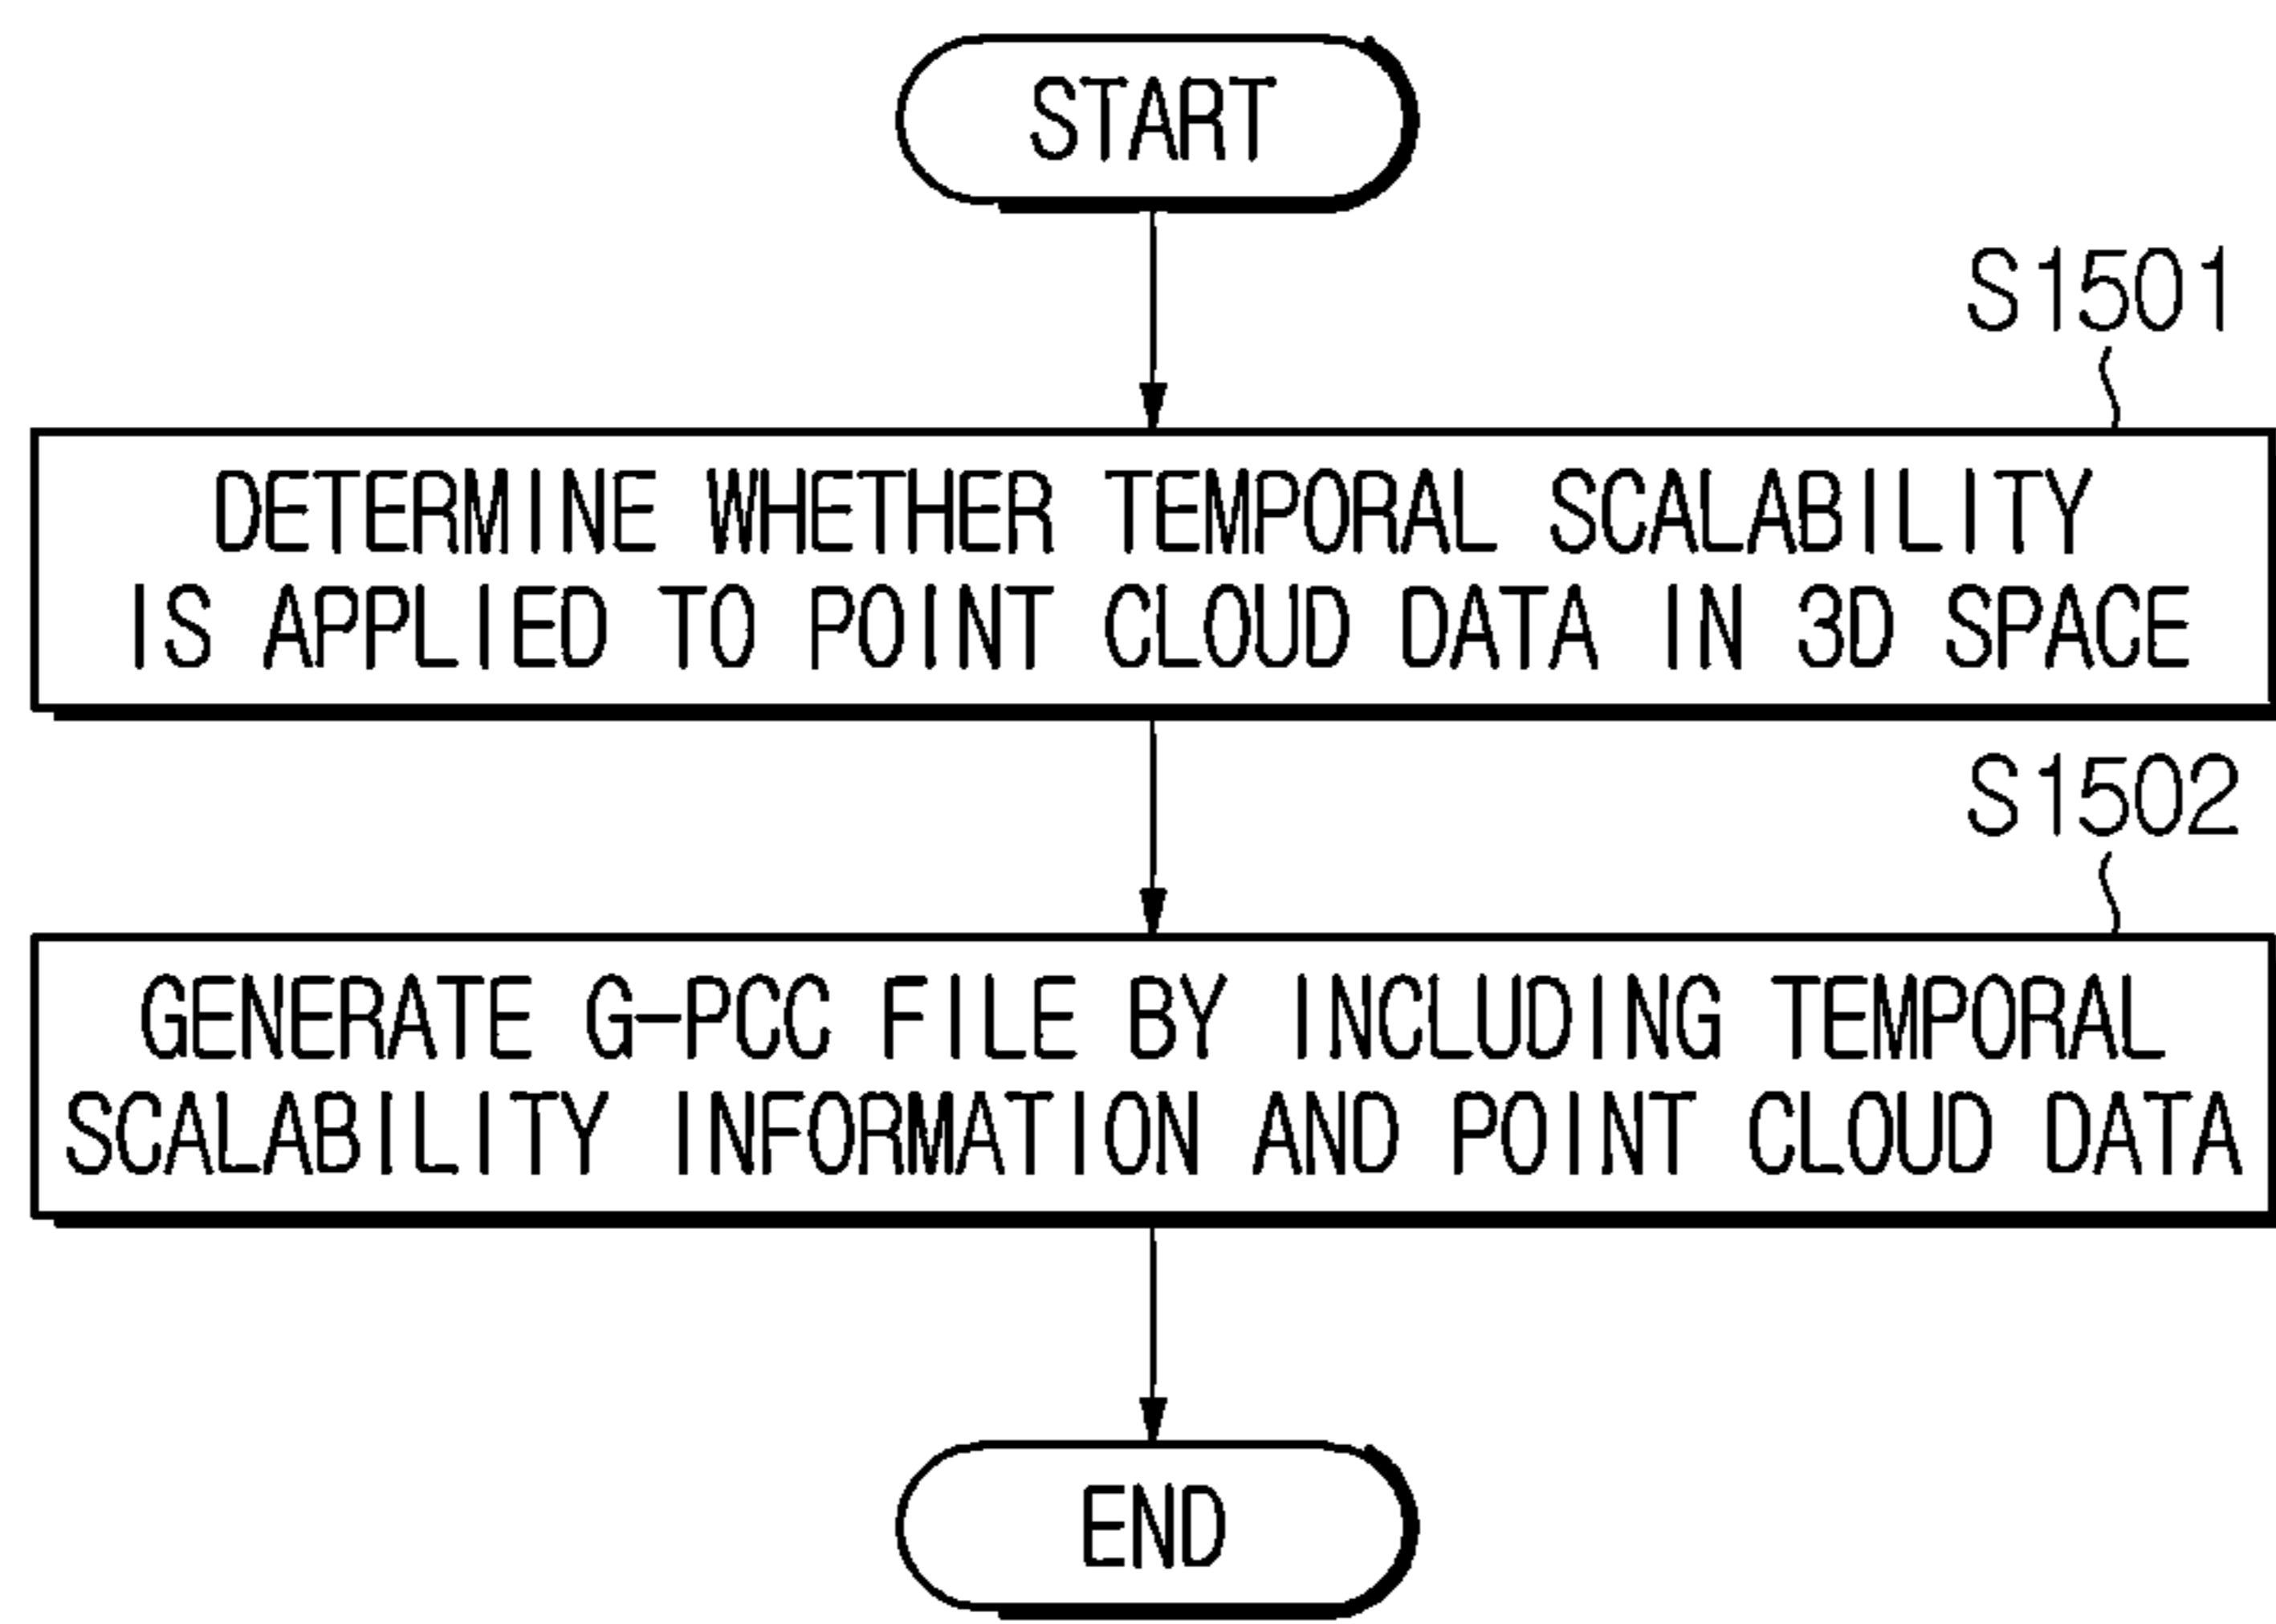 START
S1501
DETERMINE WHETHER TEMPORAL SCALABILITY
IS APPLIED TO POINT CLOUD DATA IN 3D SPACE
S1502
GENERATE G-PCC FILE BY INCLUDING TEMPORAL
SCALABILITY INFORMATION AND POINT CLOUD DATA
END